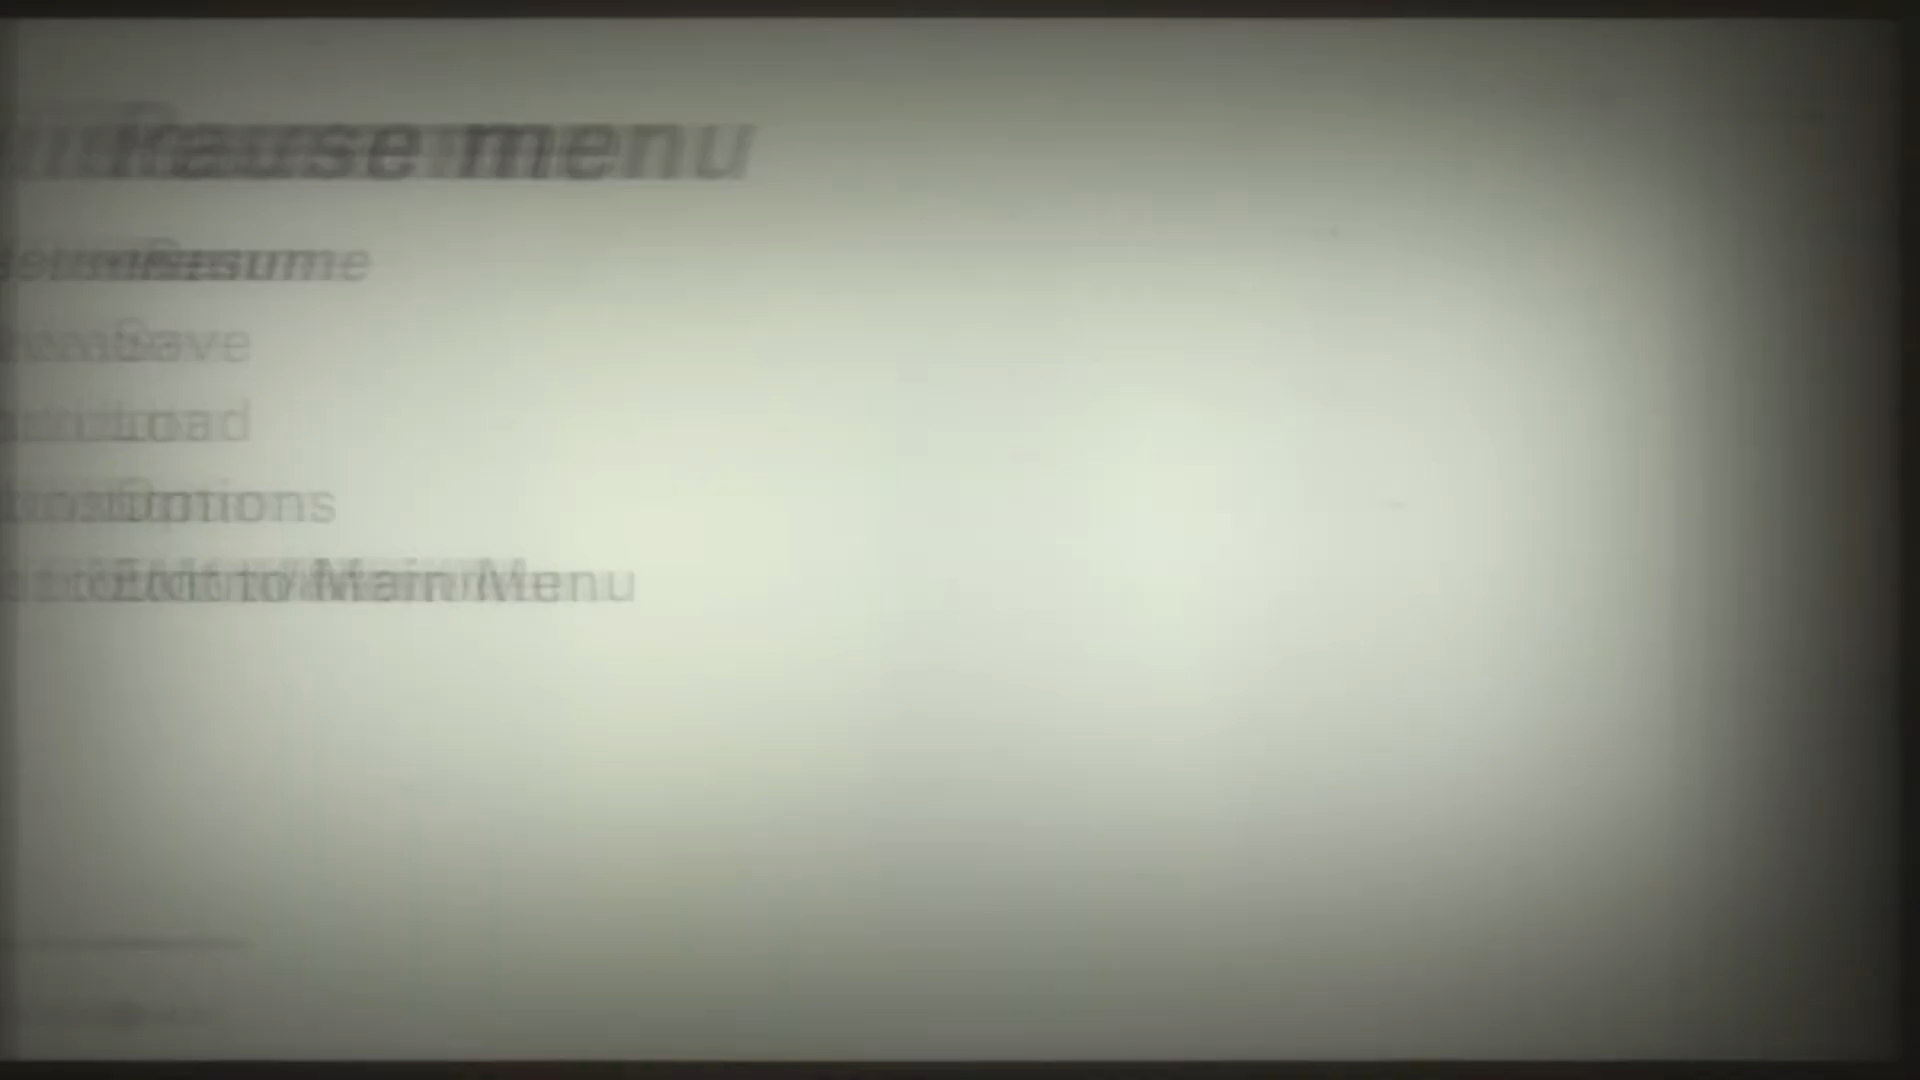 Pause menu
Resume
Save
Load
Options
Exit to Main Menu